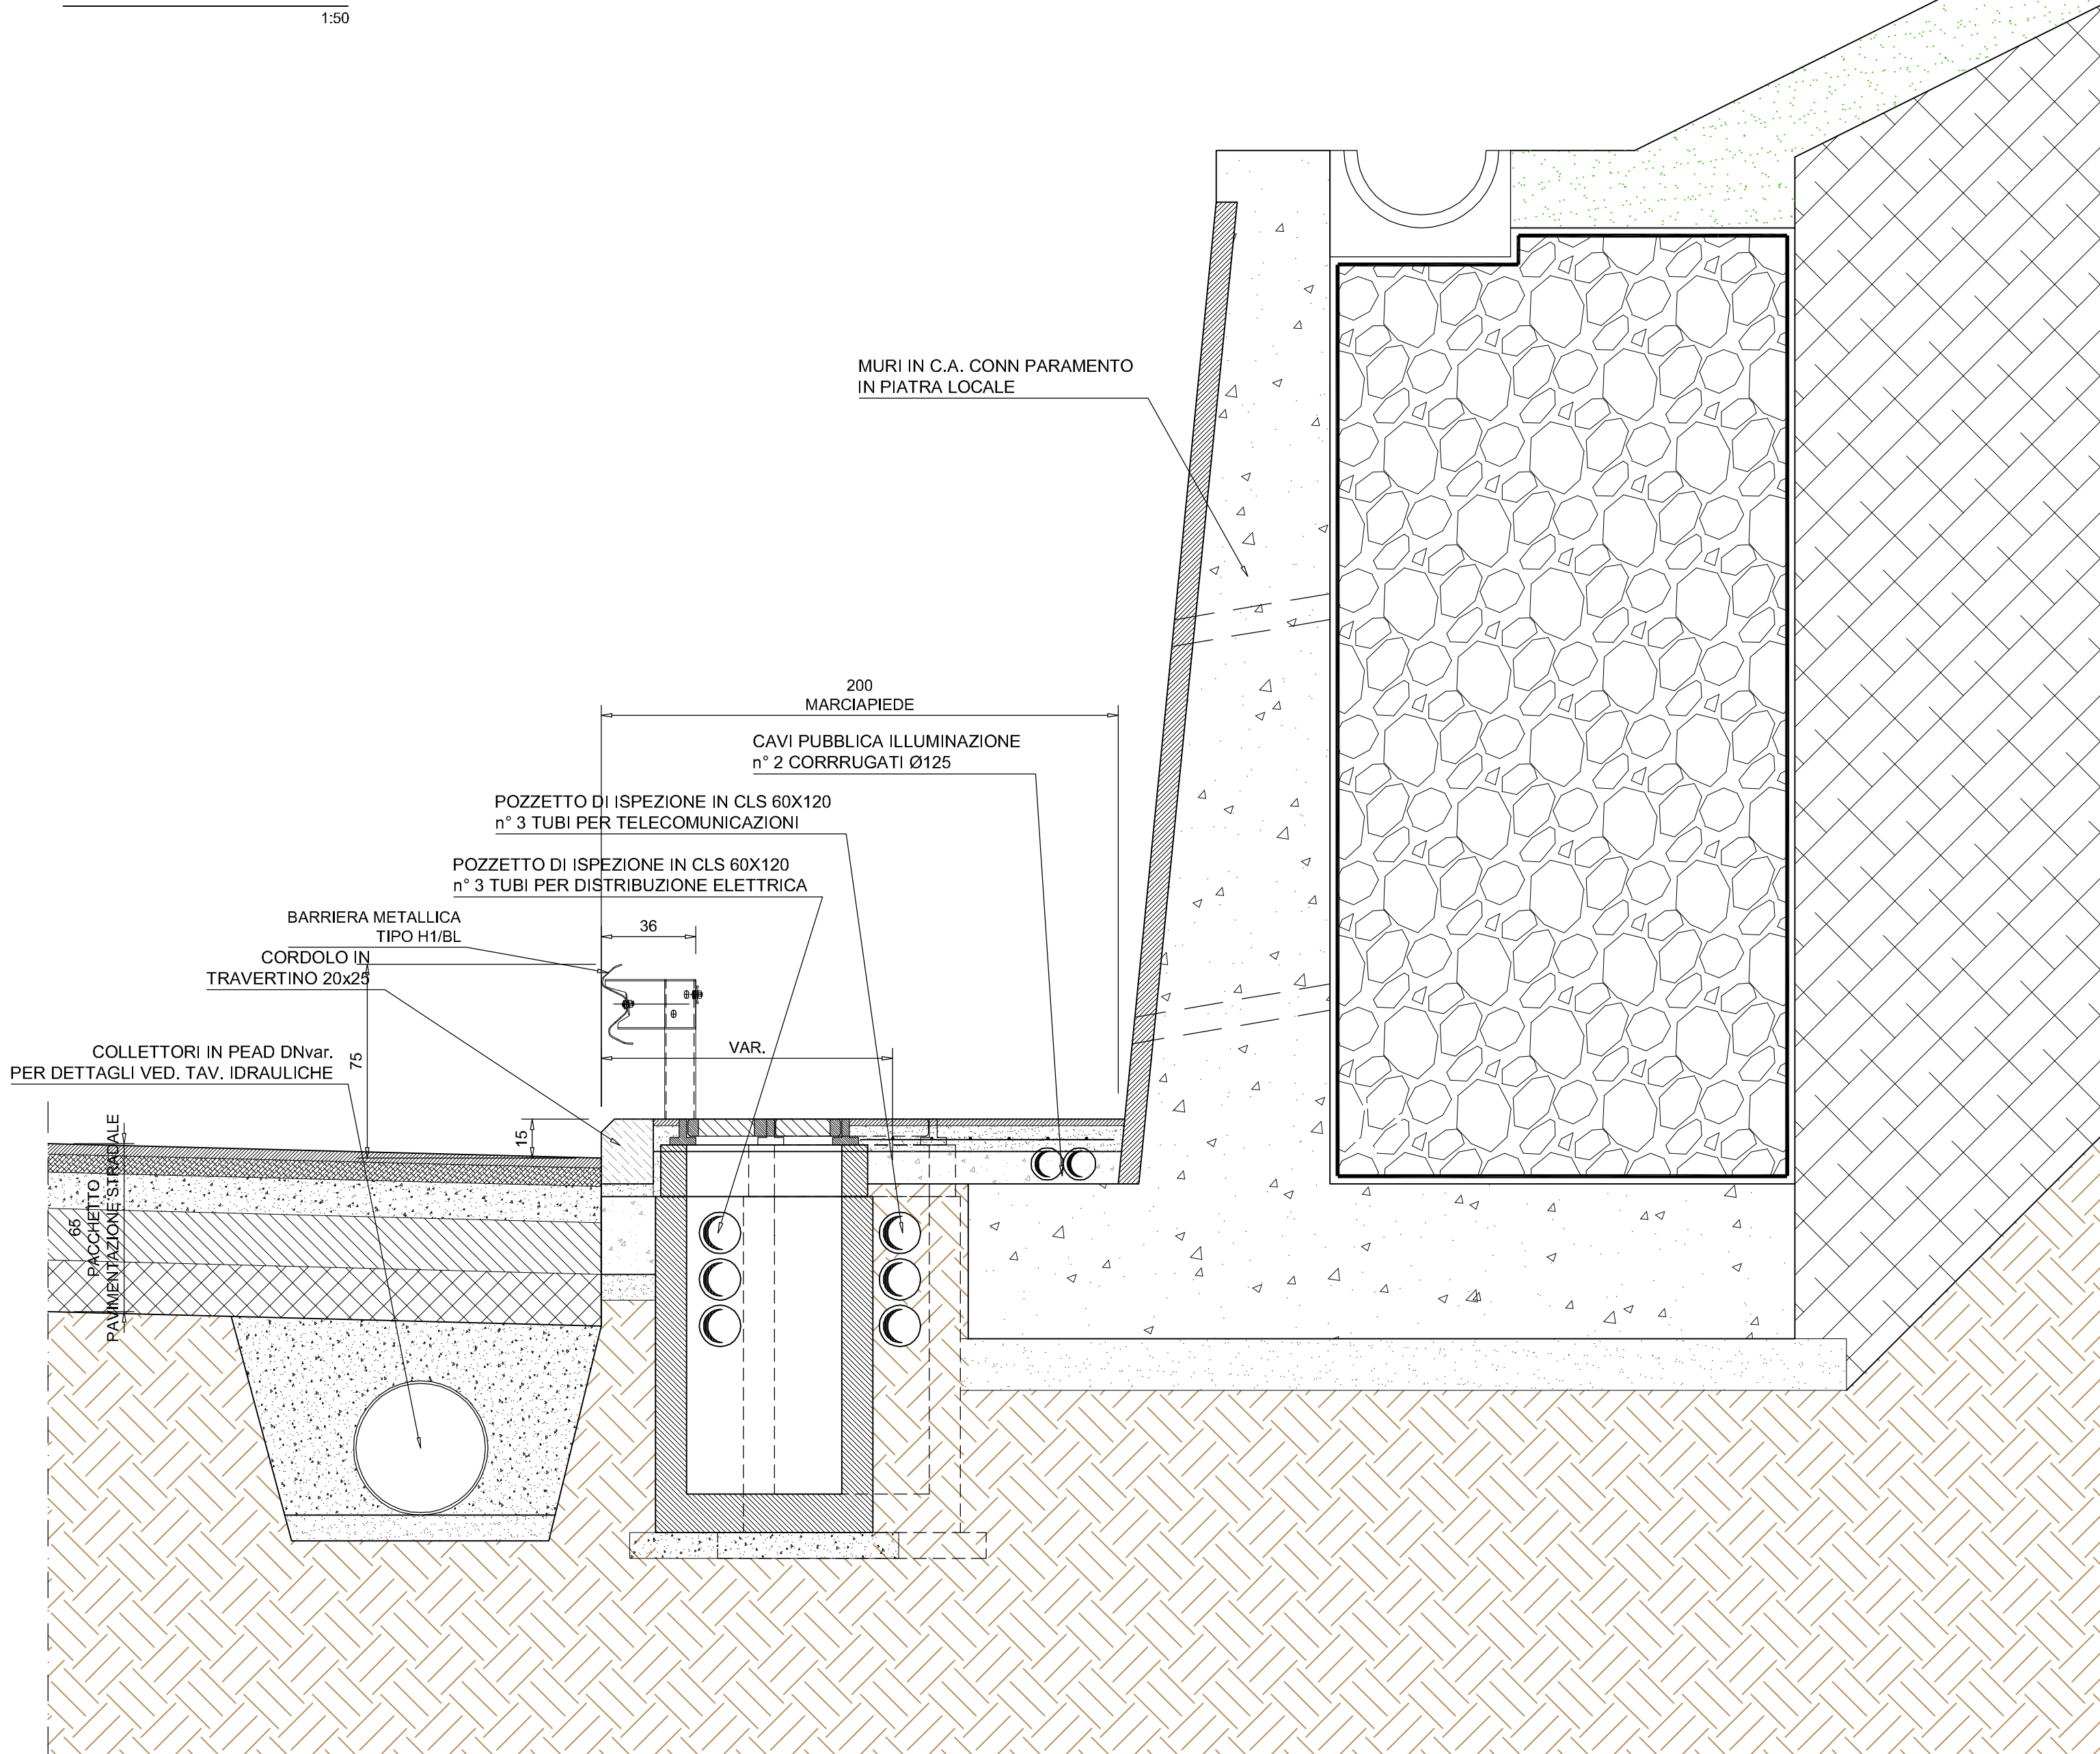 1:50
MURI IN C.A. CONN PARAMENTO
IN PIATRA LOCALE
200
MARCIAPIEDE
CAVI PUBBLICA ILLUMINAZIONE
n° 2 CORRRUGATI Ø125
POZZETTO DI ISPEZIONE IN CLS 60X120
n° 3 TUBI PER TELECOMUNICAZIONI
POZZETTO DI ISPEZIONE IN CLS 60X120
n° 3 TUBI PER DISTRIBUZIONE ELETTRICA
BARRIERA METALLICA
TIPO H1/BL
36
CORDOLO IN
TRAVERTINO 20x25
VAR.
COLLETTORI IN PEAD DNvar.
PER DETTAGLI VED. TAV. IDRAULICHE
75
15
65
PACCHETTO
PAVIMENTAZIONE STRADALE